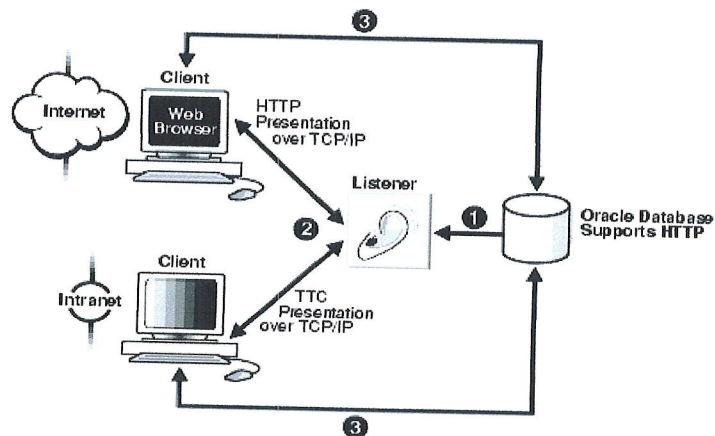 3
Client
Internet
Web
Browser
HTTP
Presentation
over TCP/IP
Listener
1
Oracle Database
Supports HTTP
2
Client
Intranet
TTC
Presentation
over TCP/IP
3